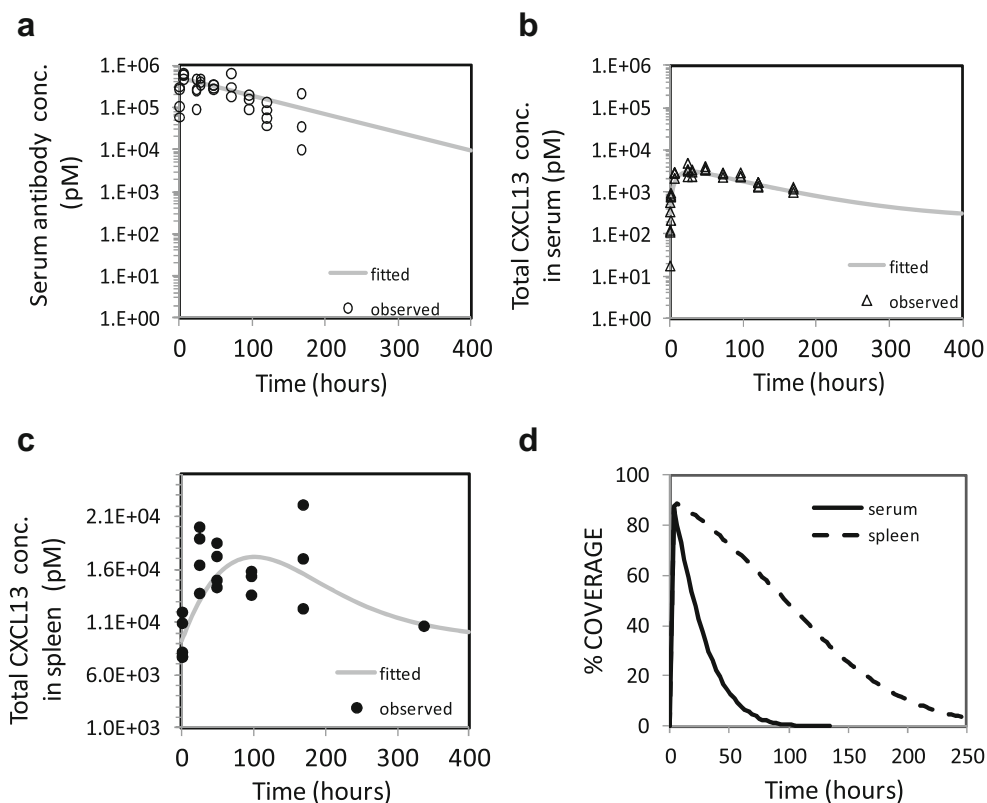 a
Serum antibody conc.
(pM)
1.E+06
1.E+05
1.E+04
1.E+03
1.E+02
1.E+01
1.E+00
fitted
observed
0 100 200 300 400
Time (hours)
b
Total CXCL13 conc.
in serum (pM)
1.E+06
1.E+05
1.E+04
1.E+03
1.E+02
1.E+01
1.E+00
fitted
observed
0 100 200 300 400
Time (hours)
c
Total CXCL13 conc.
in spleen (pM)
2.1E+04
1.6E+04
1.1E+04
6.0E+03
1.0E+03
fitted
observed
0 100 200 300 400
Time (hours)
d
% COVERAGE
100
80
60
40
20
0
serum
spleen
0 50 100 150 200 250
Time (hours)